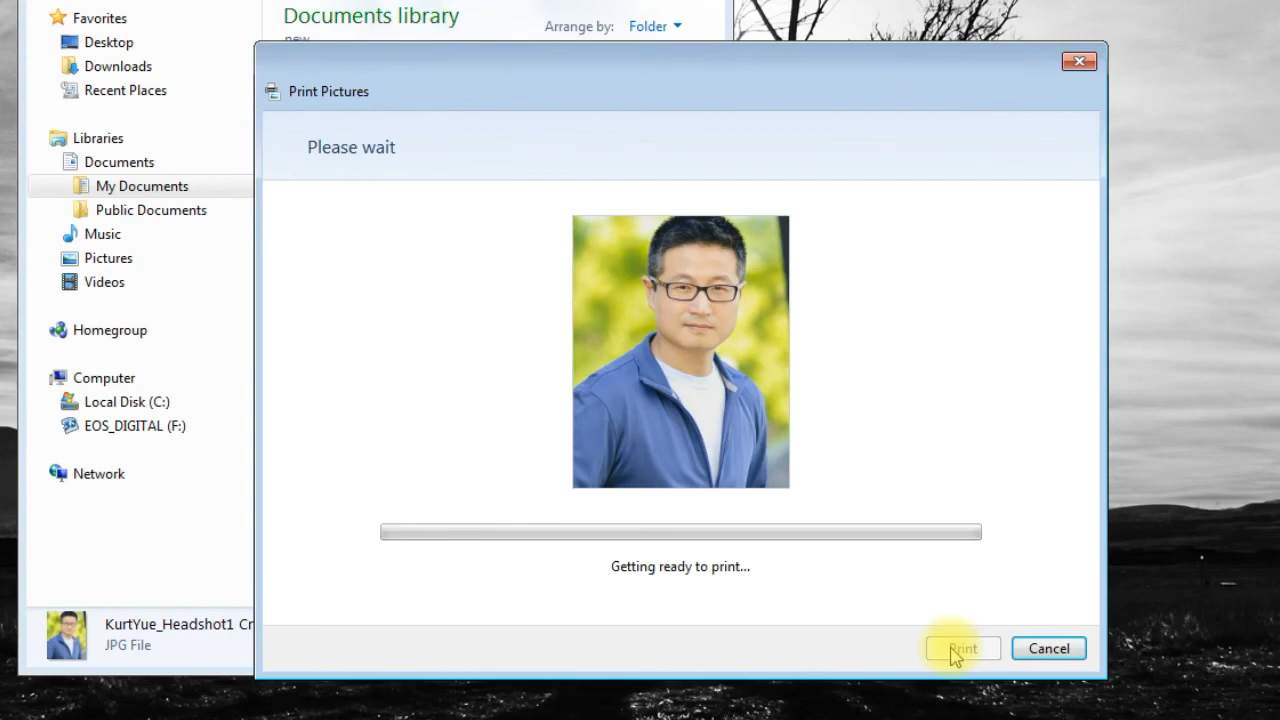 Favorites
Desktop
Downloads
Recent Places
Libraries
Documents
My Documents
Public Documents
Music
Pictures
Videos
Homegroup
Computer
Local Disk (C:)
EOS_DIGITAL (F:)
Network
KurtYue_Headshot1 Cr
JPG File
Documents library
new
Arrange by: Folder
Print Pictures
Please wait
Getting ready to print...
Print Cancel